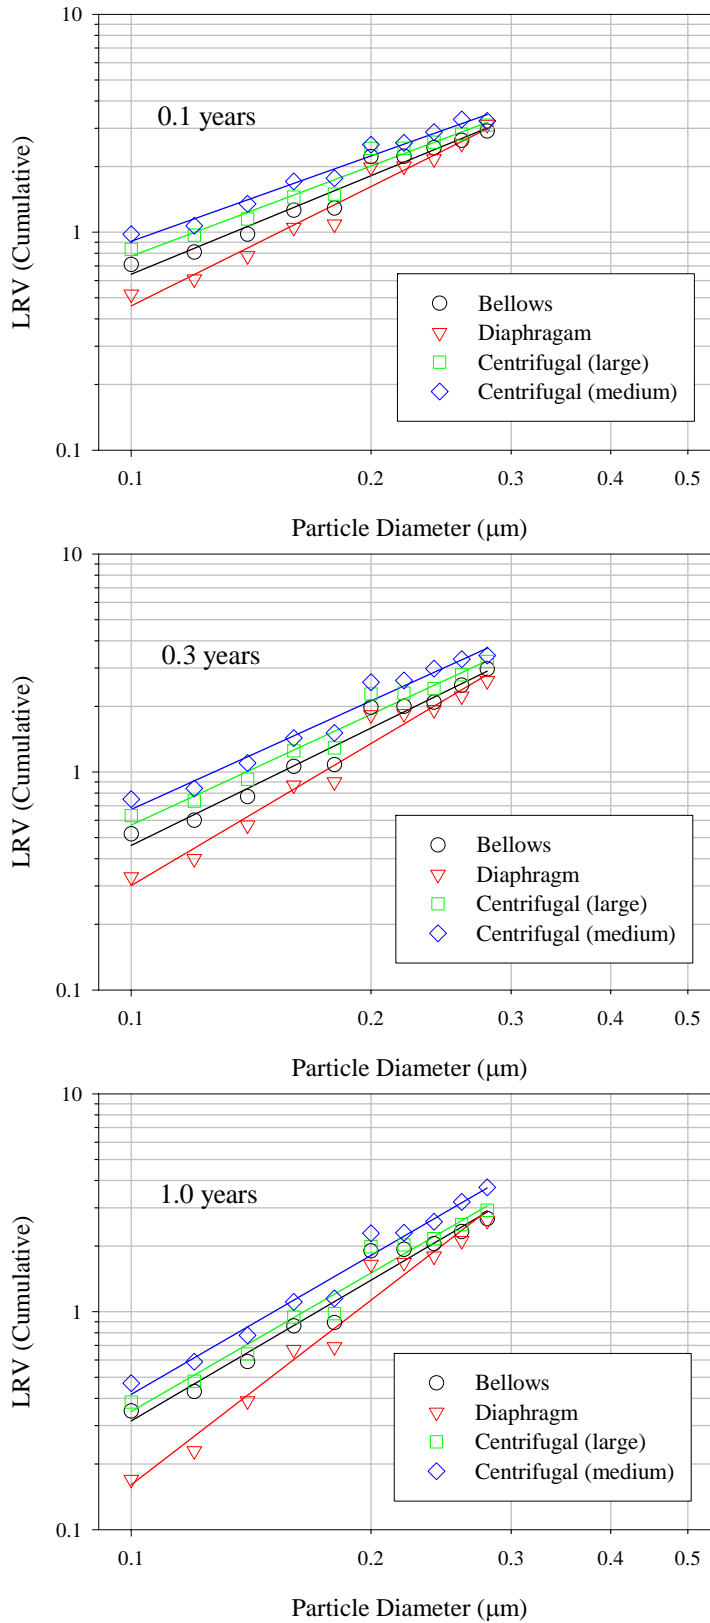 10
0.1 years
1
LRV (Cumulative)
Bellows
Diaphragam
Centrifugal (large)
Centrifugal (medium)
0.1
0.1 0.2 0.3 0.4 0.5
Particle Diameter (μm)
10
0.3 years
1
LRV (Cumulative)
Bellows
Diaphragm
Centrifugal (large)
Centrifugal (medium)
0.1
0.1 0.2 0.3 0.4 0.5
Particle Diameter (μm)
10
1.0 years
1
LRV (Cumulative)
Bellows
Diaphragm
Centrifugal (large)
Centrifugal (medium)
0.1
0.1 0.2 0.3 0.4 0.5
Particle Diameter (μm)